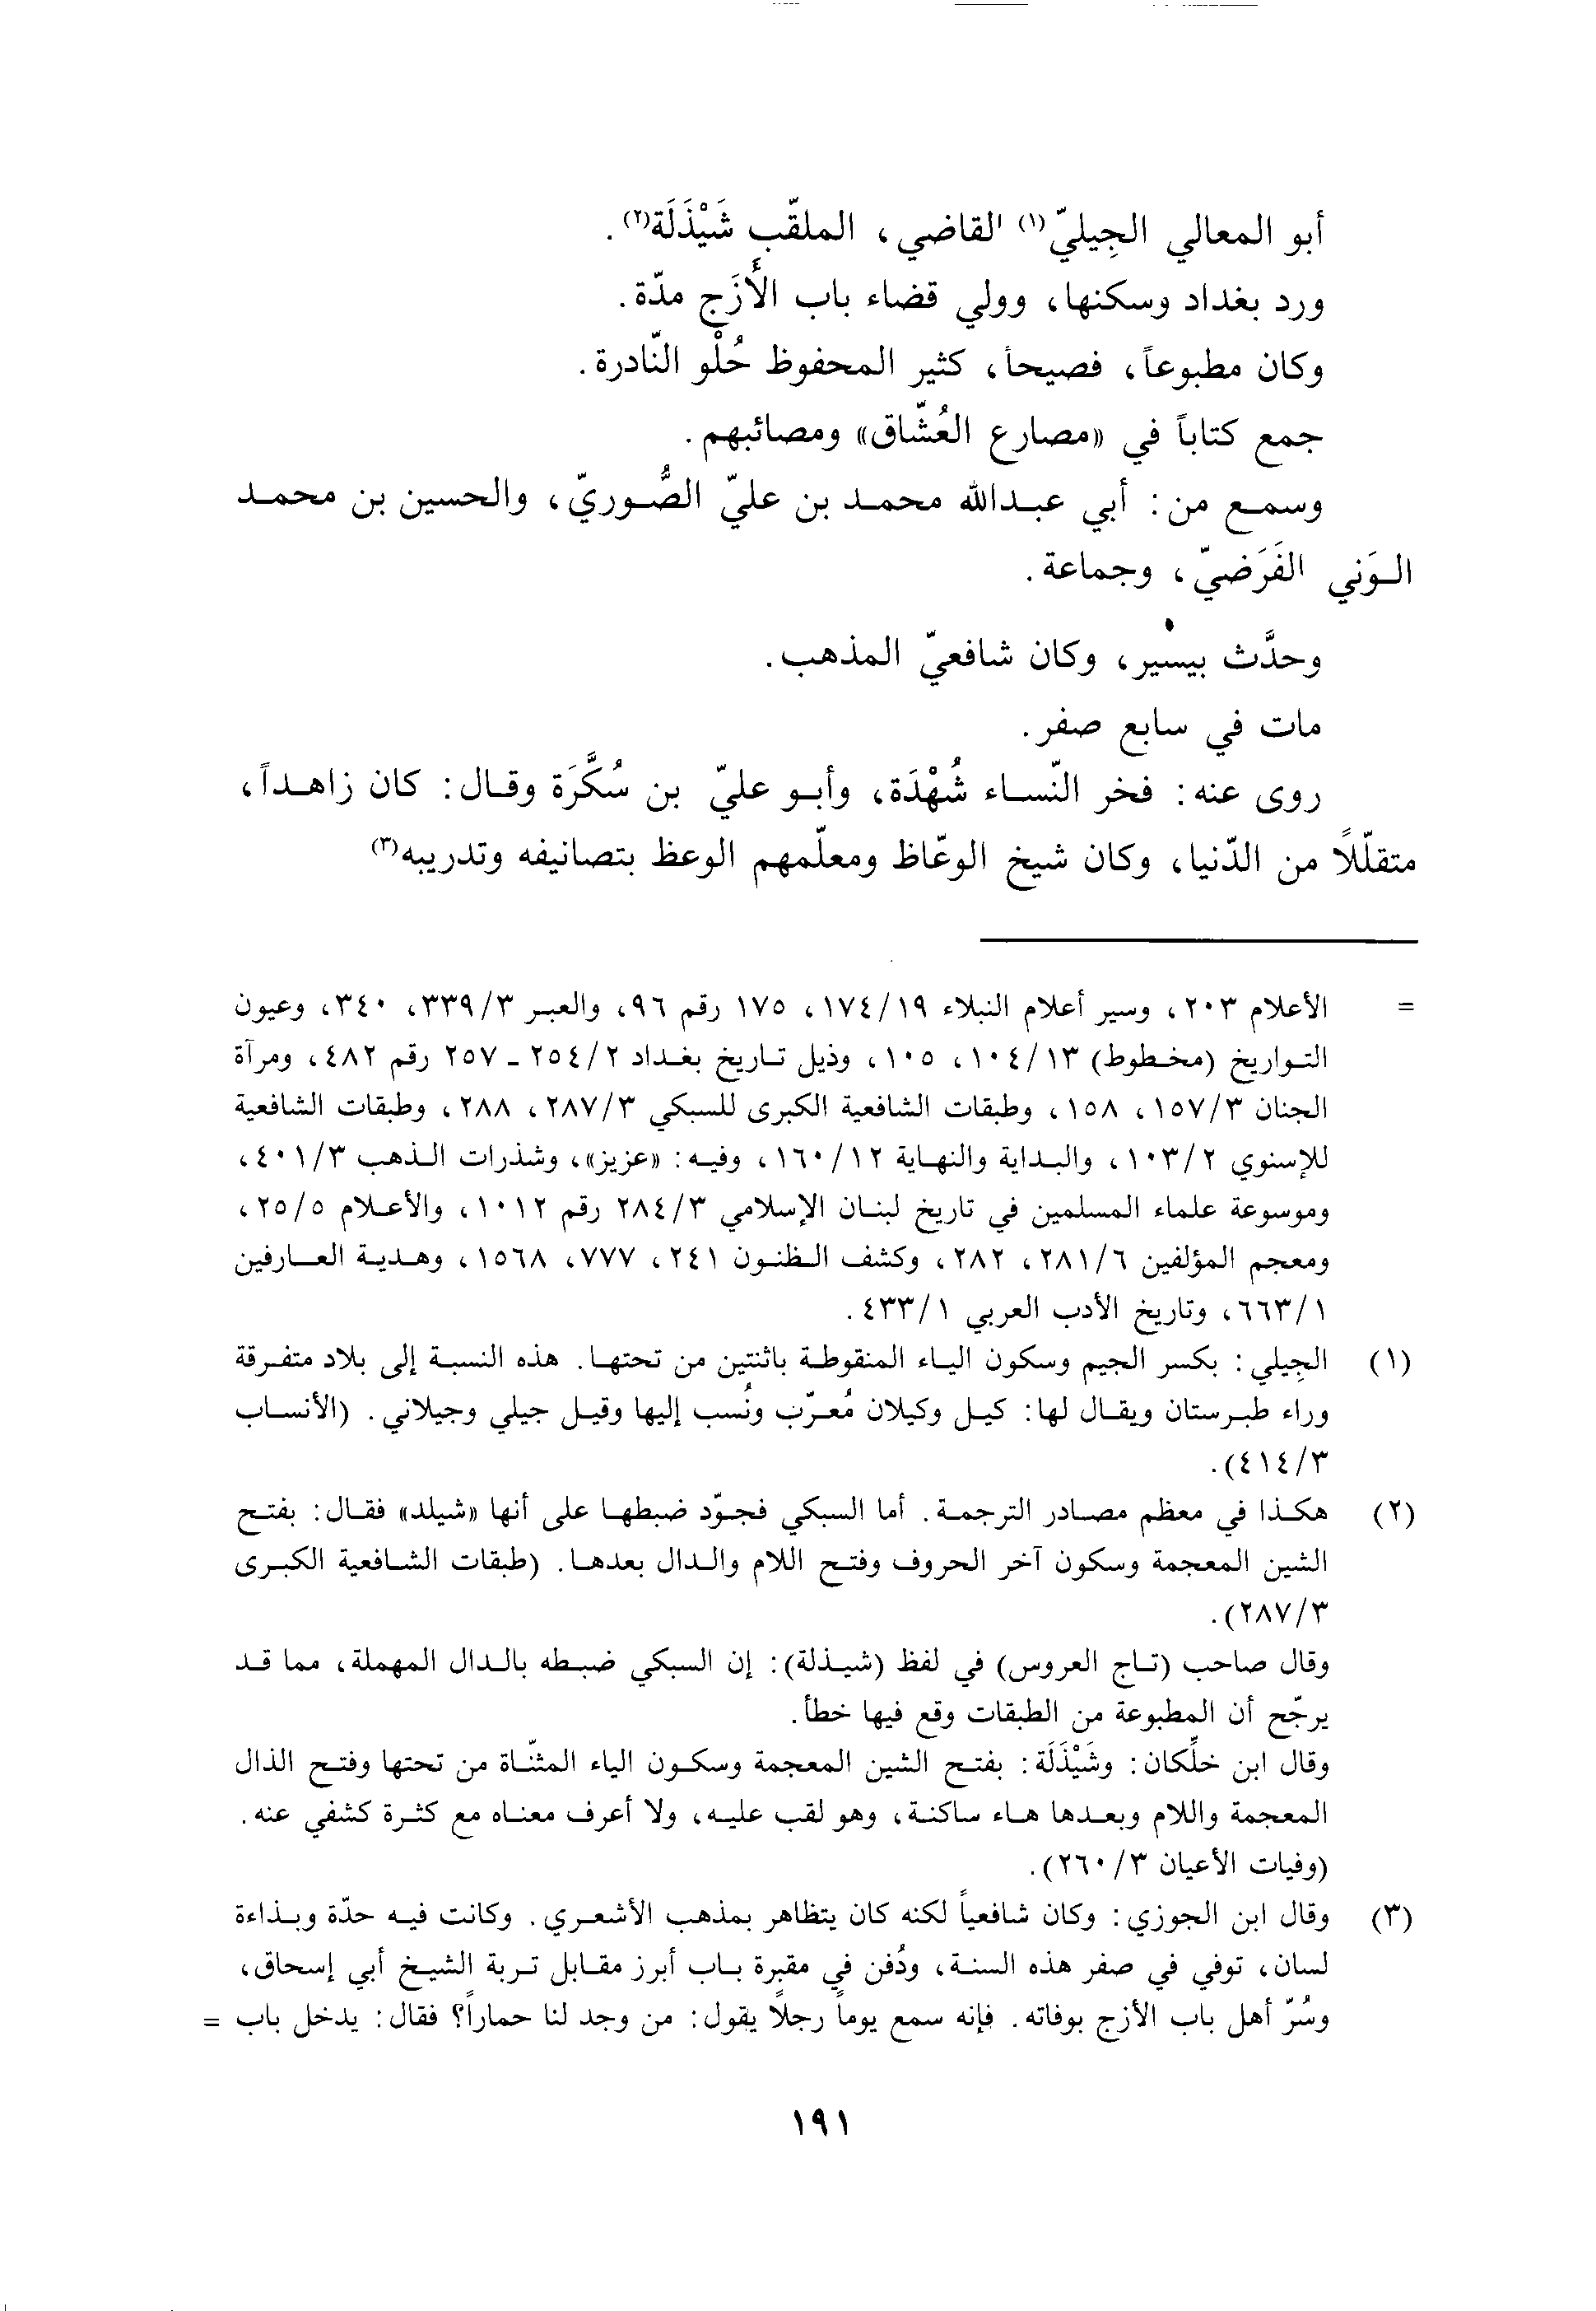 أبو المعالي الجِيليّ(١) القاضي، الملقّب شَيْذَلَة(٢).
ورد بغداد وسكنها، وولي قضاء باب الأَزَج مدّة.
وكان مطبوعاً، فصيحاً، كثير المحفوظ حُلْو النّادرة.
جمع كتاباً في «مصارع العُشّاق» ومصائبهم.
وسمع من: أبي عبدالله محمد بن عليّ الصُّوريّ، والحسين بن محمد
الوَني الفَرَضيّ، وجماعة.
وحدَّث بيسير، وكان شافعيّ المذهب.
مات في سابع صفر.
روى عنه: فخر النّساء شُهْدَة، وأبو عليّ بن سُكَّرَة وقال: كان زاهداً،
متقلّلاً من الدّنيا، وكان شيخ الوعّاظ ومعلّمهم الوعظ بتصانيفه وتدريبه(٣)
= الأعلام ٢٠٣، وسير أعلام النبلاء ١٧٤/١٩، ١٧٥ رقم ٩٦، والعبر ٣٣٩/٣، ٣٤٠، وعيون
التواريخ (مخطوط) ١٠٤/١٣، ١٠٥، وذيل تاريخ بغداد ٢٥٤/٢ ـ ٢٥٧ رقم ٤٨٢، ومرآة
الجنان ١٥٧/٣، ١٥٨، وطبقات الشافعية الكبرى للسبكي ٢٨٧/٣، ٢٨٨، وطبقات الشافعية
للإسنوي ١٠٣/٢، والبداية والنهاية ١٦٠/١٢، وفيه: «عزيز»، وشذرات الذهب ٤٠١/٣،
وموسوعة علماء المسلمين في تاريخ لبنان الإسلامي ٢٨٤/٣ رقم ١٠١٢، والأعلام ٢٥/٥،
ومعجم المؤلفين ٢٨١/٦، ٢٨٢، وكشف الظنون ٢٤١، ٧٧٧، ١٥٦٨، وهدية العارفين
٦٦٣/١، وتاريخ الأدب العربي ٤٣٣/١.
(١) الجِيلي: بكسر الجيم وسكون الياء المنقوطة باثنتين من تحتها. هذه النسبة إلى بلاد متفرقة
وراء طبرستان ويقال لها: كيل وكيلان مُعرّب ونُسب إليها وقيل جيلي وجيلاني. (الأنساب
٤١٤/٣).
(٢) هكذا في معظم مصادر الترجمة. أما السبكي فجوّد ضبطها على أنها «شيلد» فقال: بفتح
الشين المعجمة وسكون آخر الحروف وفتح اللام والدال بعدها. (طبقات الشافعية الكبرى
٢٨٧/٣).
وقال صاحب (تاج العروس) في لفظ (شيذلة): إن السبكي ضبطه بالدال المهملة، مما قد
يرجّح أن المطبوعة من الطبقات وقع فيها خطأ.
وقال ابن خلّكان: وشَيْذَلَة: بفتح الشين المعجمة وسكون الياء المثنّاة من تحتها وفتح الذال
المعجمة واللام وبعدها هاء ساكنة، وهو لقب عليه، ولا أعرف معناه مع كثرة كشفي عنه.
(وفيات الأعيان ٢٦٠/٣).
(٣) وقال ابن الجوزي: وكان شافعياً لكنه كان يتظاهر بمذهب الأشعري. وكانت فيه حدّة وبذاءة
لسان، توفي في صفر هذه السنة، ودُفن في مقبرة باب أبرز مقابل تربة الشيخ أبي إسحاق،
وسُرّ أهل باب الأزج بوفاته. فإنه سمع يوماً رجلاً يقول: من وجد لنا حماراً؟ فقال: يدخل باب =
١٩١